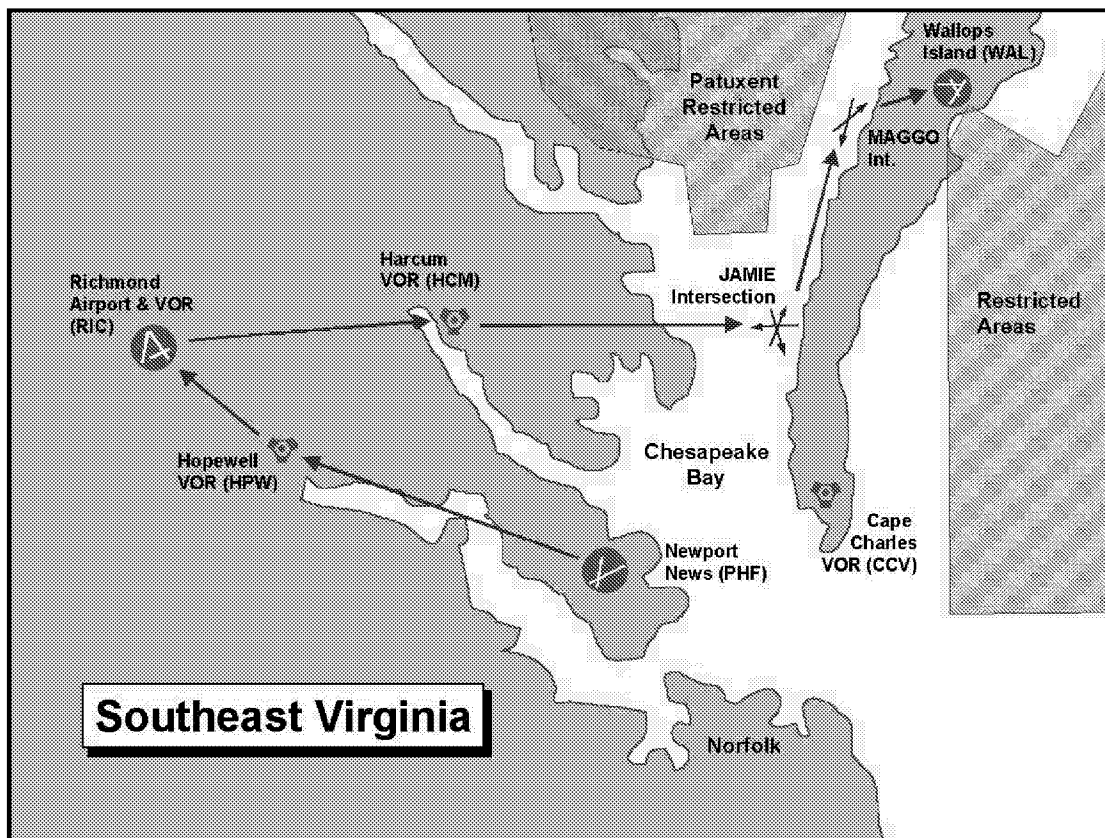 Wallops
Island (WAL)
Patuxent
Restricted
Areas
MAGGO
Int.
Harcum
VOR (HCM)
JAMIE
Intersection
Richmond
Airport & VOR
(RIC)
Restricted
Areas
Hopewell
VOR (HPW)
Chesapeake
Bay
Cape
Charles
VOR (CCV)
Newport
News (PHF)
Southeast Virginia
Norfolk